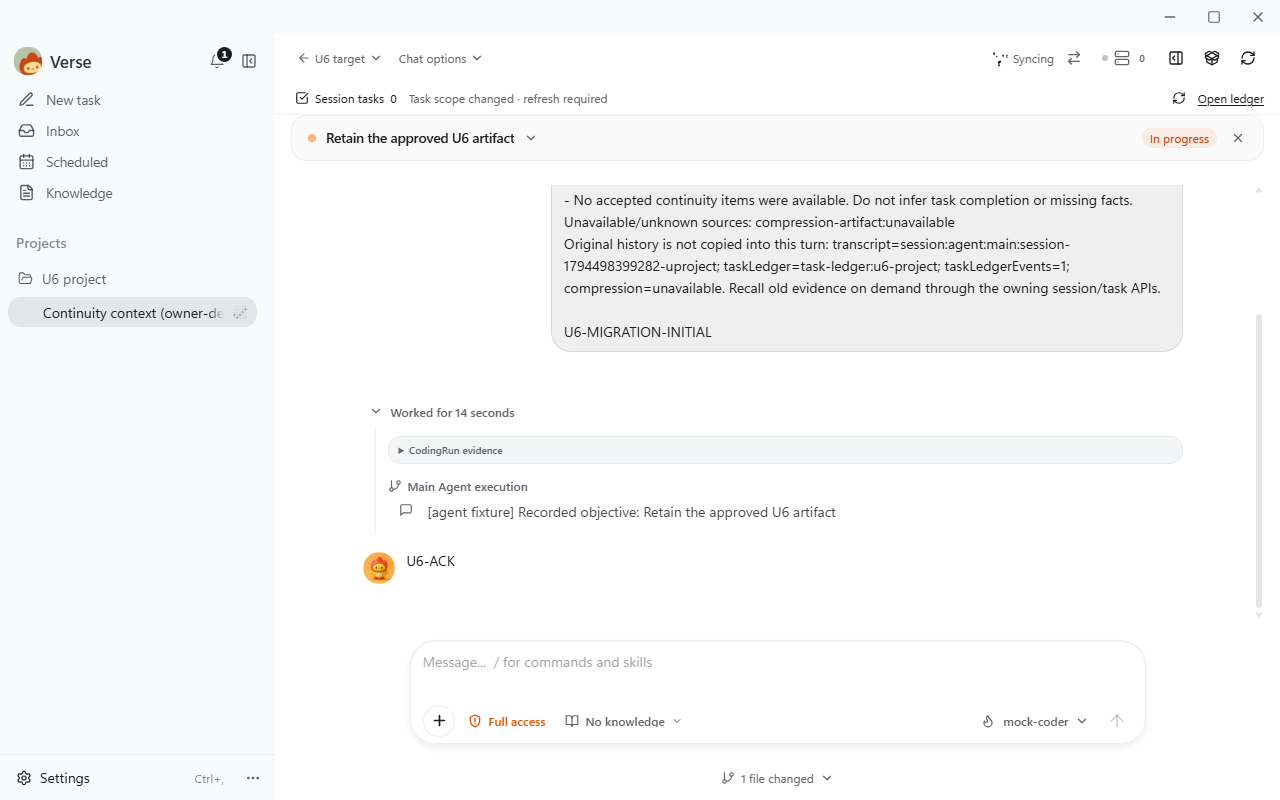 Verse
1
New task
Inbox
Scheduled
Knowledge
Projects
U6 project
Continuity context (owner-de
Settings
Ctrl+,
U6 target
Chat options
Syncing
0
Session tasks 0
Task scope changed · refresh required
Open ledger
Retain the approved U6 artifact
In progress
- No accepted continuity items were available. Do not infer task completion or missing facts.
Unavailable/unknown sources: compression-artifact:unavailable
Original history is not copied into this turn: transcript=session:agent:main:session-
1794498399282-uproject; taskLedger=task-ledger:u6-project; taskLedgerEvents=1;
compression=unavailable. Recall old evidence on demand through the owning session/task APIs.
U6-MIGRATION-INITIAL
Worked for 14 seconds
CodingRun evidence
Main Agent execution
[agent fixture] Recorded objective: Retain the approved U6 artifact
U6-ACK
Message... / for commands and skills
Full access
No knowledge
mock-coder
1 file changed